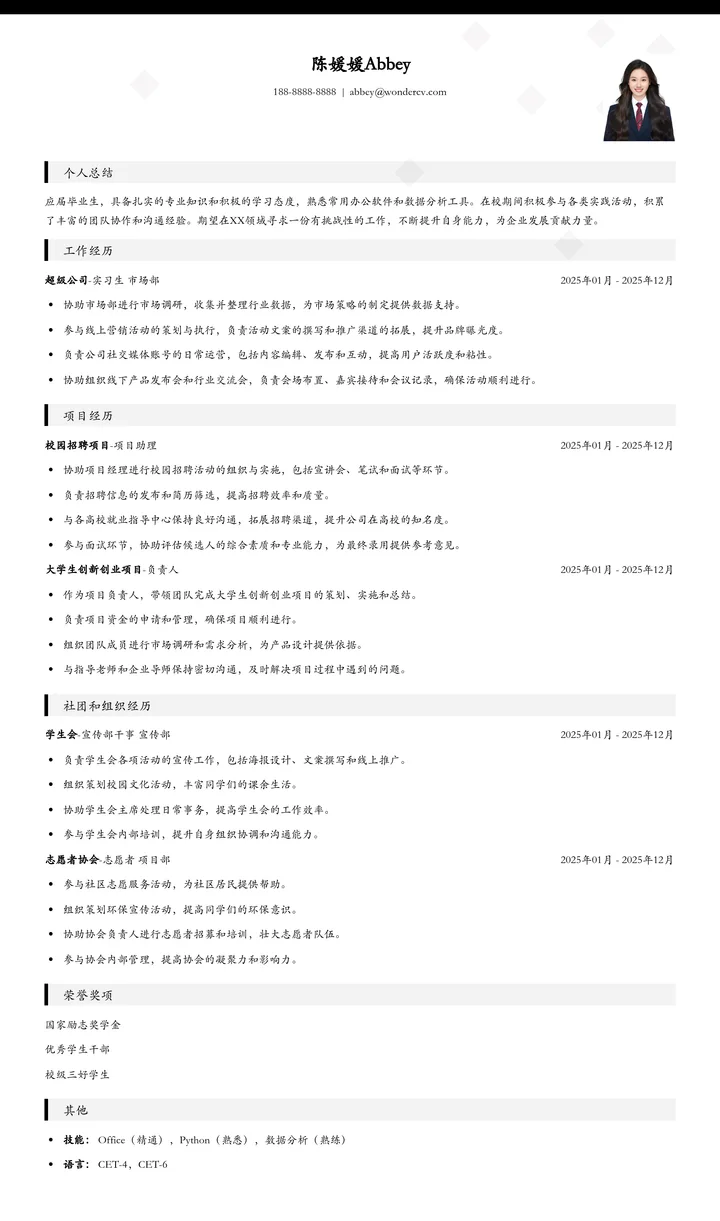 陈媛媛Abbey
188-8888-8888 | abbey@wondercv.com
个人总结
应届毕业生，具备扎实的专业知识和积极的学习态度，熟悉常用办公软件和数据分析工具。在校期间积极参与各类实践活动，积累
了丰富的团队协作和沟通经验。期望在XX领域寻求一份有挑战性的工作，不断提升自身能力，为企业发展贡献力量。
工作经历
超级公司-实习生 市场部 2025年01月 - 2025年12月
• 协助市场部进行市场调研，收集并整理行业数据，为市场策略的制定提供数据支持。
• 参与线上营销活动的策划与执行，负责活动文案的撰写和推广渠道的拓展，提升品牌曝光度。
• 负责公司社交媒体账号的日常运营，包括内容编辑、发布和互动，提高用户活跃度和粘性。
• 协助组织线下产品发布会和行业交流会，负责会场布置、嘉宾接待和会议记录，确保活动顺利进行。
项目经历
校园招聘项目-项目助理 2025年01月 - 2025年12月
• 协助项目经理进行校园招聘活动的组织与实施，包括宣讲会、笔试和面试等环节。
• 负责招聘信息的发布和简历筛选，提高招聘效率和质量。
• 与各高校就业指导中心保持良好沟通，拓展招聘渠道，提升公司在高校的知名度。
• 参与面试环节，协助评估候选人的综合素质和专业能力，为最终录用提供参考意见。
大学生创新创业项目-负责人 2025年01月 - 2025年12月
• 作为项目负责人，带领团队完成大学生创新创业项目的策划、实施和总结。
• 负责项目资金的申请和管理，确保项目顺利进行。
• 组织团队成员进行市场调研和需求分析，为产品设计提供依据。
• 与指导老师和企业导师保持密切沟通，及时解决项目过程中遇到的问题。
社团和组织经历
学生会-宣传部干事 宣传部 2025年01月 - 2025年12月
• 负责学生会各项活动的宣传工作，包括海报设计、文案撰写和线上推广。
• 组织策划校园文化活动，丰富同学们的课余生活。
• 协助学生会主席处理日常事务，提高学生会的工作效率。
• 参与学生会内部培训，提升自身组织协调和沟通能力。
志愿者协会-志愿者 项目部 2025年01月 - 2025年12月
• 参与社区志愿服务活动，为社区居民提供帮助。
• 组织策划环保宣传活动，提高同学们的环保意识。
• 协助协会负责人进行志愿者招募和培训，壮大志愿者队伍。
• 参与协会内部管理，提高协会的凝聚力和影响力。
荣誉奖项
国家励志奖学金
优秀学生干部
校级三好学生
其他
• 技能： Office（精通）, Python（熟悉）, 数据分析（熟练）
• 语言： CET-4，CET-6